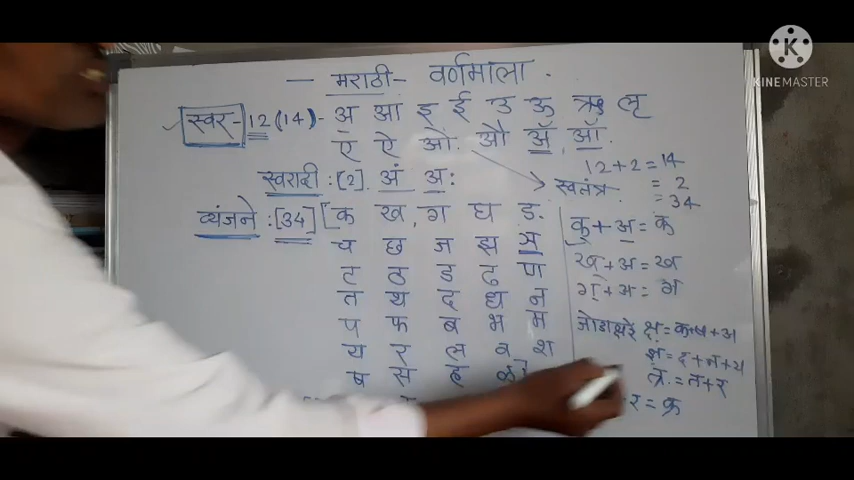 KINEMASTER
— मराठी - वर्णमाला .
स्वर - 12 (14) - अ आ इ ई उ ऊ ऋ लृ
ए ऐ ओ. औ अ‍ॅ, ऑ
12+2=14
स्वरादी : [2]. अं अः
स्वतंत्र = 2
= 34
व्यंजने : [34] [ क ख, ग घ ङ.
च छ ज झ ञ
ट ठ ड ढ ण
त थ द ध न
प फ ब भ म
य र ल व श
ष स ह ळ ]
क् + अ = क
ख् + अ = ख
ग् + अ = ग
जोडाक्षरे क्ष = क + ष + अ
ज्ञ = द + न + य
त्र = त + र
र = क्र